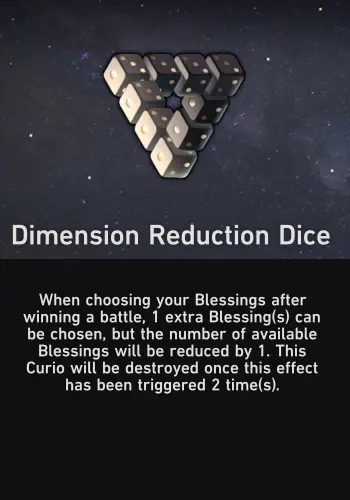 Dimension Reduction Dice
When choosing your Blessings after
winning a battle, 1 extra Blessing(s) can
be chosen, but the number of available
Blessings will be reduced by 1. This
Curio will be destroyed once this effect
has been triggered 2 time(s).